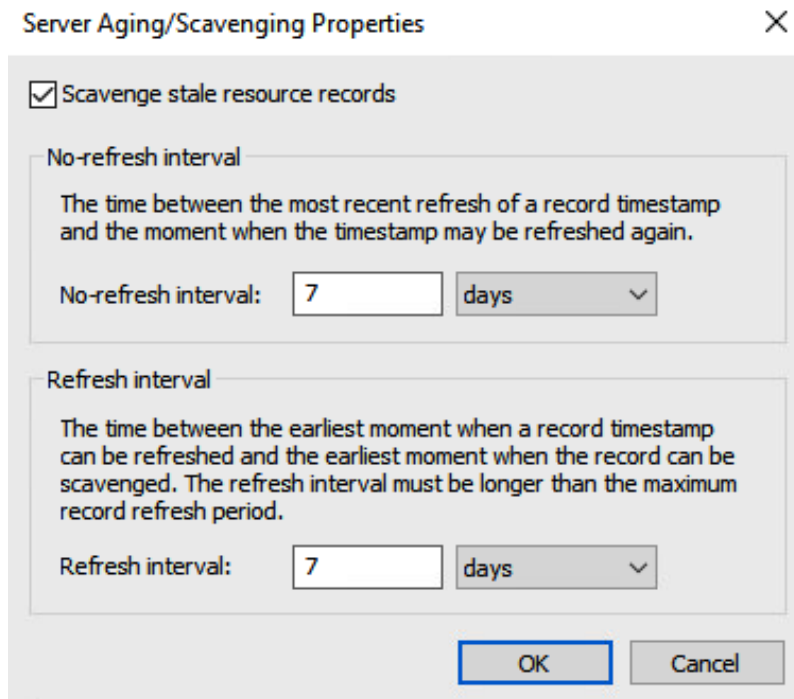 Server Aging/Scavenging Properties
Scavenge stale resource records
No-refresh interval
The time between the most recent refresh of a record timestamp
and the moment when the timestamp may be refreshed again.
No-refresh interval: 7 days
Refresh interval
The time between the earliest moment when a record timestamp
can be refreshed and the earliest moment when the record can be
scavenged. The refresh interval must be longer than the maximum
record refresh period.
Refresh interval: 7 days
OK Cancel